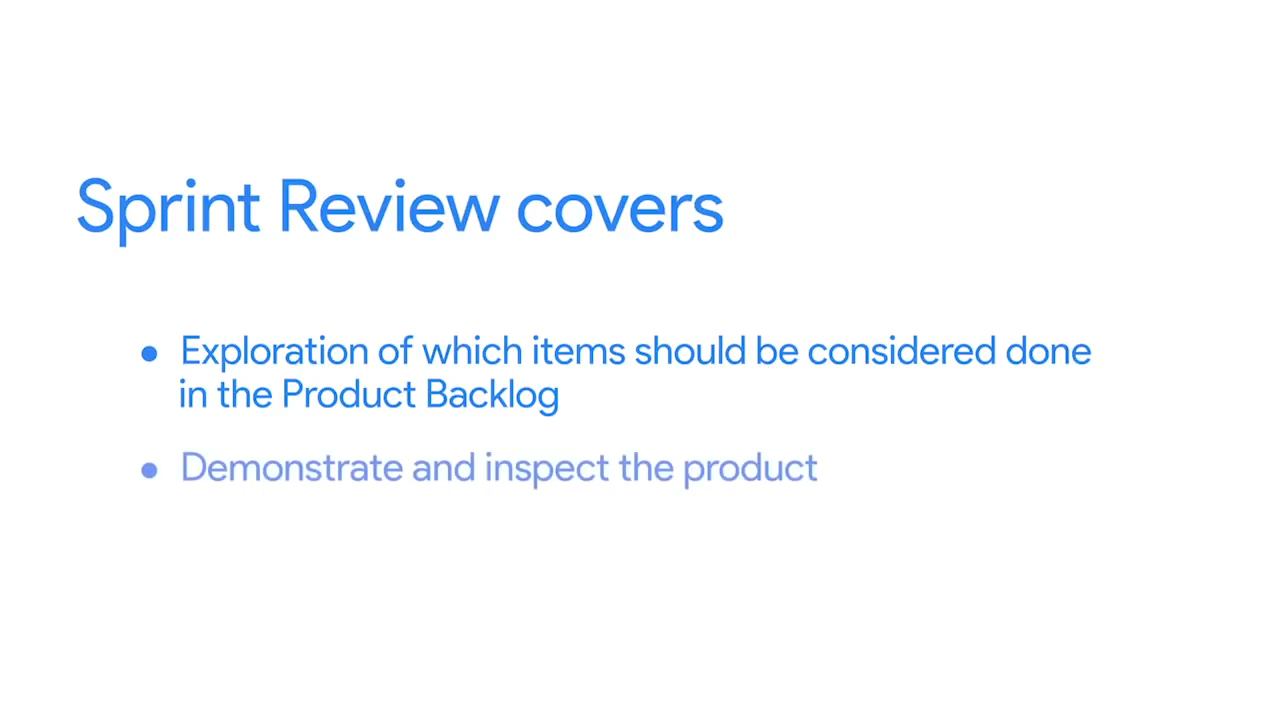 Sprint Review covers
● Exploration of which items should be considered done
in the Product Backlog
● Demonstrate and inspect the product